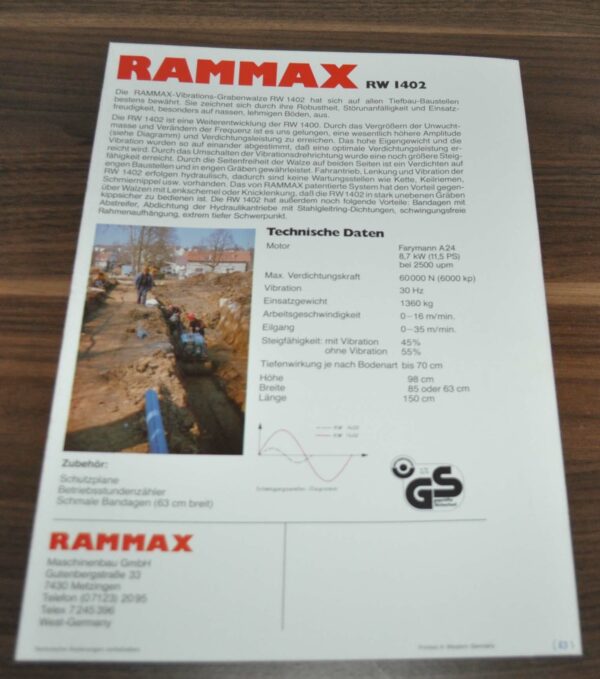 RAMMAX RW 1402
Die RAMMAX-Vibrations-Grabenwalze RW 1402 hat sich auf allen Tiefbau-Baustellen
bestens bewährt. Sie zeichnet sich durch ihre Robustheit, Störunanfälligkeit und Einsatz-
freudigkeit, besonders auf nassen, lehmigen Böden, aus.
Die RW 1402 ist eine Weiterentwicklung der RW 1400. Durch das Vergrößern der Unwucht-
masse und Verändern der Frequenz ist es uns gelungen, eine wesentlich höhere Amplitude
(siehe Diagramm) und Verdichtungsleistung zu erreichen. Das hohe Eigengewicht und die
Vibration wurden so auf einander abgestimmt, daß eine optimale Verdichtungsleistung er-
reicht wird. Durch das Umschalten der Vibrationsdrehrichtung wurde eine noch größere Steig-
fähigkeit erreicht. Durch die Seitenfreiheit der Walze auf beiden Seiten ist ein Verdichten auf
engen Baustellen und in engen Gräben gewährleistet. Fahrantrieb, Lenkung und Vibration der
RW 1402 erfolgen hydraulisch, dadurch sind keine Wartungsstellen wie Kette, Keilriemen,
Schmiernippel usw. vorhanden. Das von RAMMAX patentierte System hat den Vorteil gegen-
über Walzen mit Lenkschemel oder Knicklenkung, daß die RW 1402 in stark unebenen Gräben
kippsicher zu bedienen ist. Die RW 1402 hat außerdem noch folgende Vorteile: Bandagen mit
Abstreifer, Abdichtung der Hydraulikantriebe mit Stahlgleitring-Dichtungen, schwingungsfreie
Rahmenaufhängung, extrem tiefer Schwerpunkt.
Technische Daten
Motor Farymann A24
8,7 kW (11,5 PS)
bei 2500 upm
Max. Verdichtungskraft 60000 N (6000 kp)
Vibration 30 Hz
Einsatzgewicht 1360 kg
Arbeitsgeschwindigkeit 0–16 m/min.
Eilgang 0–35 m/min.
Steigfähigkeit: mit Vibration 45%
ohne Vibration 55%
Tiefenwirkung je nach Bodenart bis 70 cm
Höhe 98 cm
Breite 85 oder 63 cm
Länge 150 cm
RW 1400
RW 1402
Schwingungsweiten (Diagramm)
GS
geprüfte
Sicherheit
Zubehör:
Schutzplane
Betriebsstundenzähler
Schmale Bandagen (63 cm breit)
RAMMAX
Maschinenbau GmbH
Gutenbergstraße 33
7430 Metzingen
Telefon (07123) 2095
Telex 7245396
West-Germany
Technische Änderungen vorbehalten
Printed in Western Germany